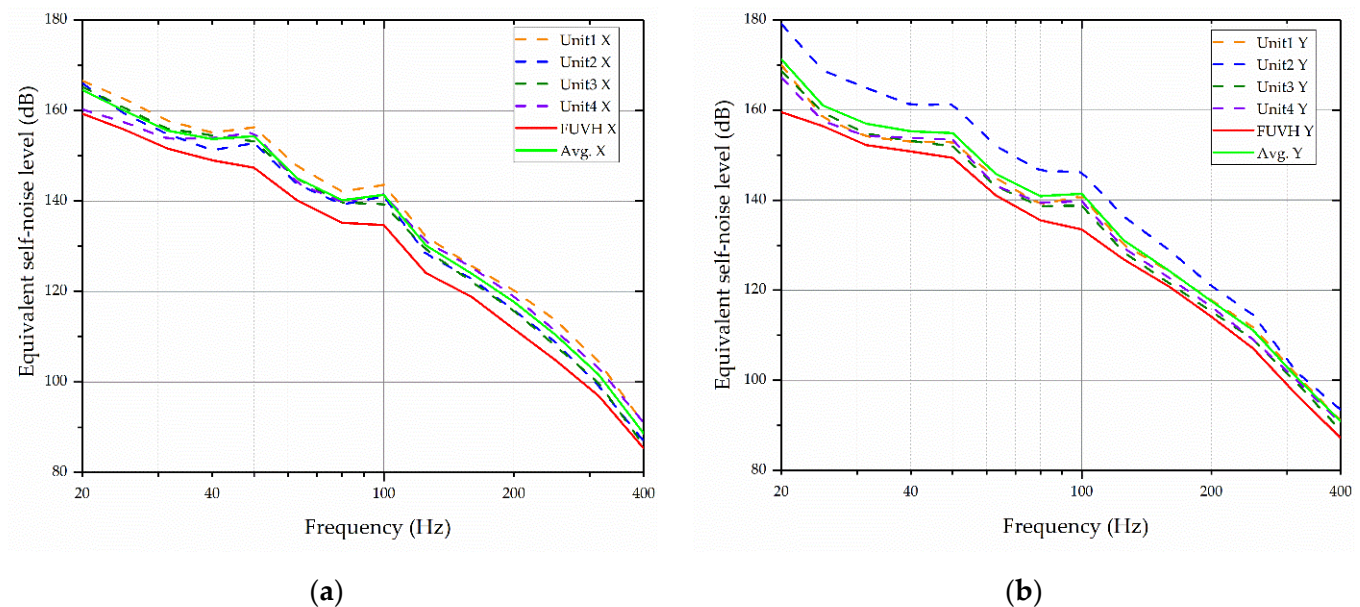 180
160
140
120
100
80
Equivalent self-noise level (dB)
Unit1 X
Unit2 X
Unit3 X
Unit4 X
FUVH X
Avg. X
20
40
100
200
400
Frequency (Hz)
(a)
180
160
140
120
100
80
Equivalent self-noise level (dB)
Unit1 Y
Unit2 Y
Unit3 Y
Unit4 Y
FUVH Y
Avg. Y
20
40
100
200
400
Frequency (Hz)
(b)